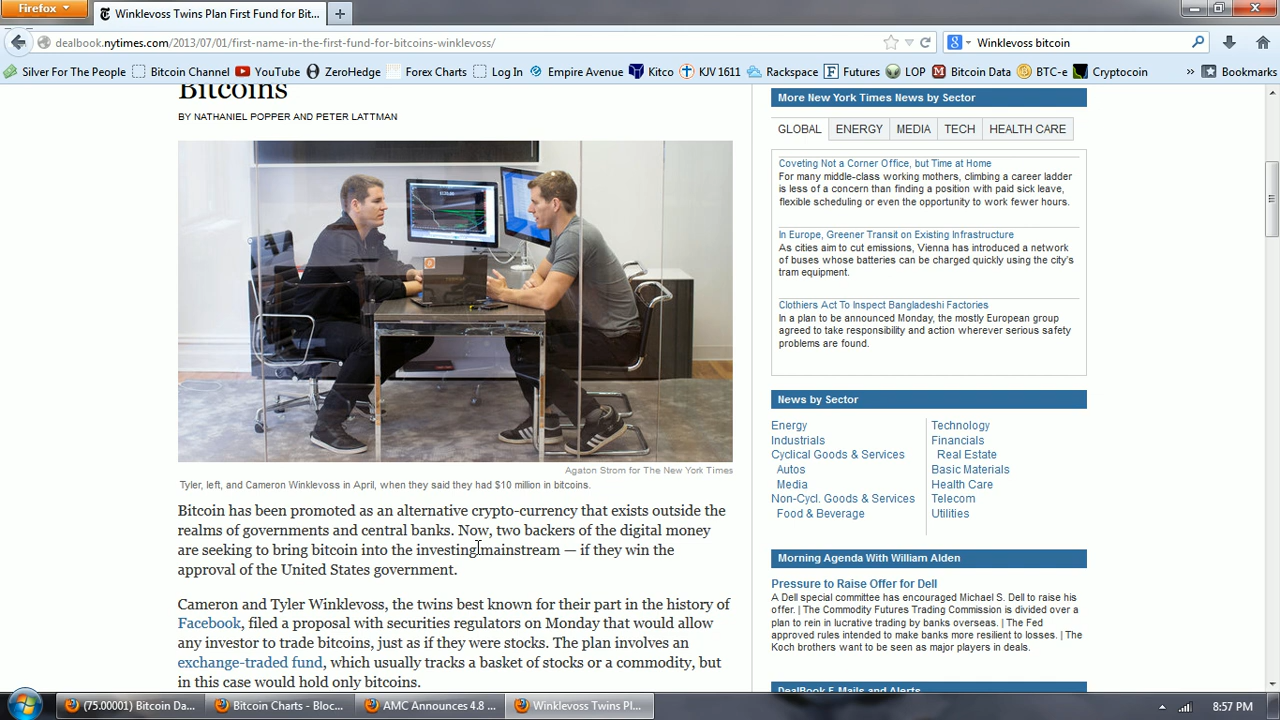 Firefox
Winklevoss Twins Plan First Fund for Bit...
dealbook.nytimes.com/2013/07/01/first-name-in-the-first-fund-for-bitcoins-winklevoss/
Winklevoss bitcoin
Silver For The People
Bitcoin Channel
YouTube
ZeroHedge
Forex Charts
Log In
Empire Avenue
Kitco
KJV 1611
Rackspace
Futures
LOP
Bitcoin Data
BTC-e
Cryptocoin
»
Bookmarks
Bitcoins
BY NATHANIEL POPPER AND PETER LATTMAN
Agaton Strom for The New York Times
Tyler, left, and Cameron Winklevoss in April, when they said they had $10 million in bitcoins.
Bitcoin has been promoted as an alternative crypto-currency that exists outside the
realms of governments and central banks. Now, two backers of the digital money
are seeking to bring bitcoin into the investing mainstream — if they win the
approval of the United States government.
Cameron and Tyler Winklevoss, the twins best known for their part in the history of
Facebook, filed a proposal with securities regulators on Monday that would allow
any investor to trade bitcoins, just as if they were stocks. The plan involves an
exchange-traded fund, which usually tracks a basket of stocks or a commodity, but
in this case would hold only bitcoins.
More New York Times News by Sector
GLOBAL
ENERGY
MEDIA
TECH
HEALTH CARE
Coveting Not a Corner Office, but Time at Home
For many middle-class working mothers, climbing a career ladder
is less of a concern than finding a position with paid sick leave,
flexible scheduling or even the opportunity to work fewer hours.
In Europe, Greener Transit on Existing Infrastructure
As cities aim to cut emissions, Vienna has introduced a network
of buses whose batteries can be charged quickly using the city's
tram equipment.
Clothiers Act To Inspect Bangladeshi Factories
In a plan to be announced Monday, the mostly European group
agreed to take responsibility and action wherever serious safety
problems are found.
News by Sector
Energy
Industrials
Cyclical Goods & Services
Autos
Media
Non-Cycl. Goods & Services
Food & Beverage
Technology
Financials
Real Estate
Basic Materials
Health Care
Telecom
Utilities
Morning Agenda With William Alden
Pressure to Raise Offer for Dell
A Dell special committee has encouraged Michael S. Dell to raise his
offer. | The Commodity Futures Trading Commission is divided over a
plan to rein in lucrative trading by banks overseas. | The Fed
approved rules intended to make banks more resilient to losses. | The
Koch brothers want to be seen as major players in deals.
DealBook E-Mails and Alerts
(75.00001) Bitcoin Da...
Bitcoin Charts - Bloc...
AMC Announces 4.8 ...
Winklevoss Twins Pl...
8:57 PM